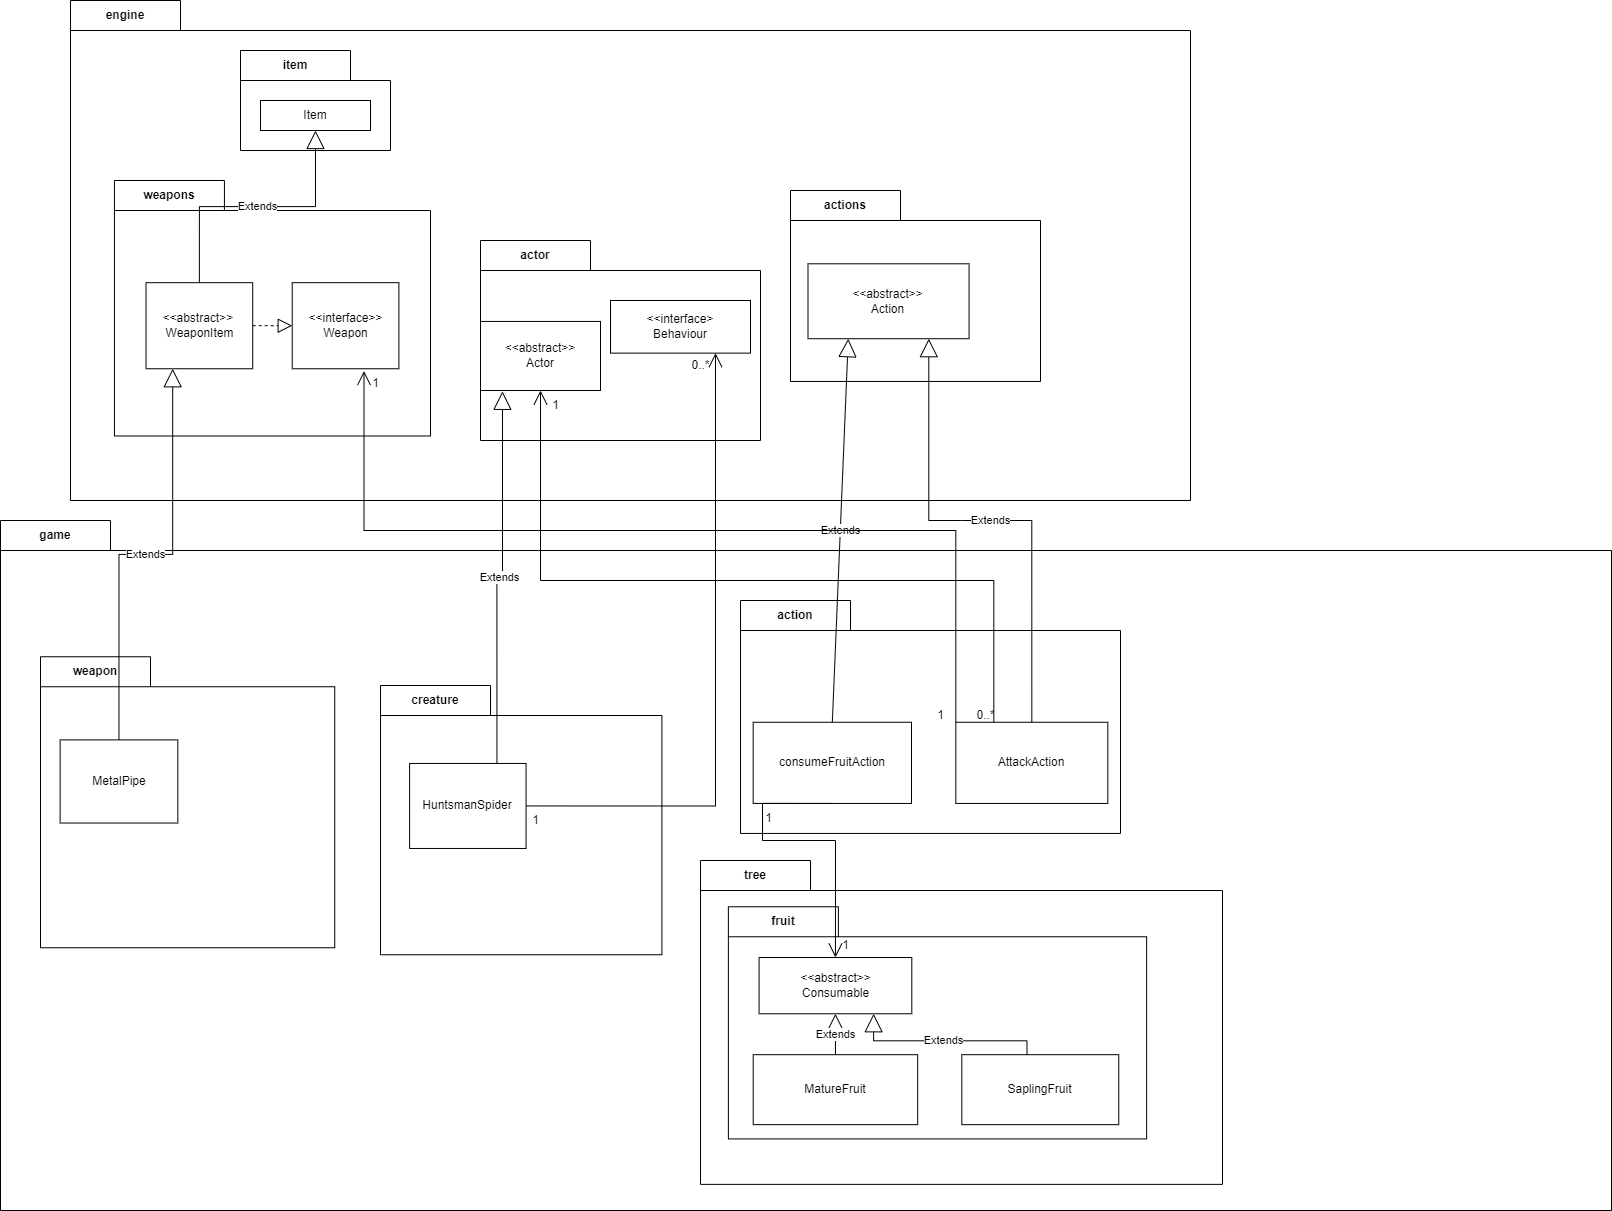 engine
item
Item
weapons
Extends
actions
actor
<<abstract>>
WeaponItem
<<interface>>
Weapon
<<abstract>>
Action
<<interface>
Behaviour
<<abstract>>
Actor
0..*
1
1
game
Extends
Extends
Extends
Extends
action
weapon
creature
1
0..*
MetalPipe
HuntsmanSpider
1
consumeFruitAction
AttackAction
1
tree
fruit
1
<<abstract>>
Consumable
Extends
Extends
MatureFruit
SaplingFruit